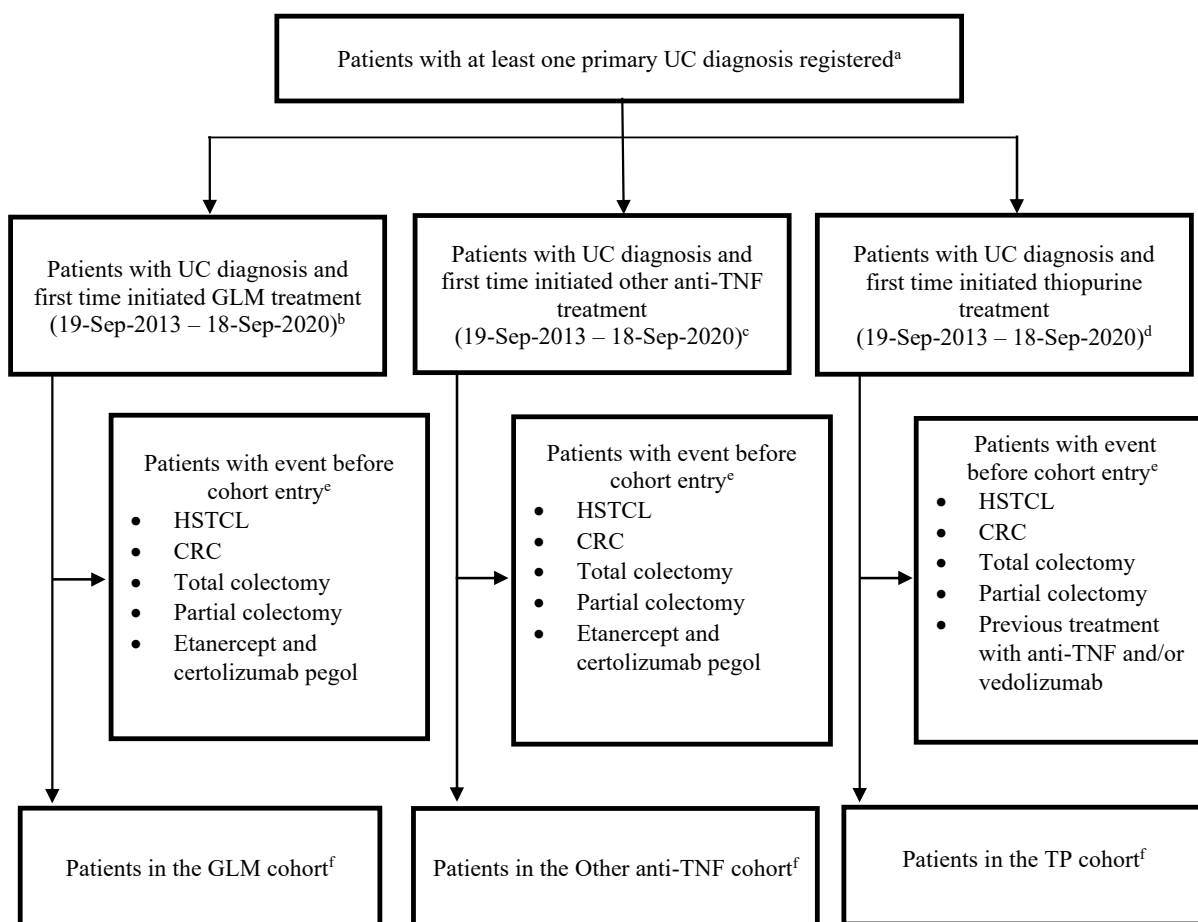 Patients with at least one primary UC diagnosis registeredᵃ
Patients with UC diagnosis and
first time initiated GLM treatment
(19-Sep-2013 – 18-Sep-2020)ᵇ
Patients with UC diagnosis and
first time initiated other anti-TNF
treatment
(19-Sep-2013 – 18-Sep-2020)ᶜ
Patients with UC diagnosis and
first time initiated thiopurine
treatment
(19-Sep-2013 – 18-Sep-2020)ᵈ
Patients with event before
cohort entryᵉ
• HSTCL
• CRC
• Total colectomy
• Partial colectomy
• Etanercept and
certolizumab pegol
Patients with event before
cohort entryᵉ
• HSTCL
• CRC
• Total colectomy
• Partial colectomy
• Etanercept and
certolizumab pegol
Patients with event
before cohort entryᵉ
• HSTCL
• CRC
• Total colectomy
• Partial colectomy
• Previous treatment
with anti-TNF and/or
vedolizumab
Patients in the GLM cohortᶠ
Patients in the Other anti-TNF cohortᶠ
Patients in the TP cohortᶠ